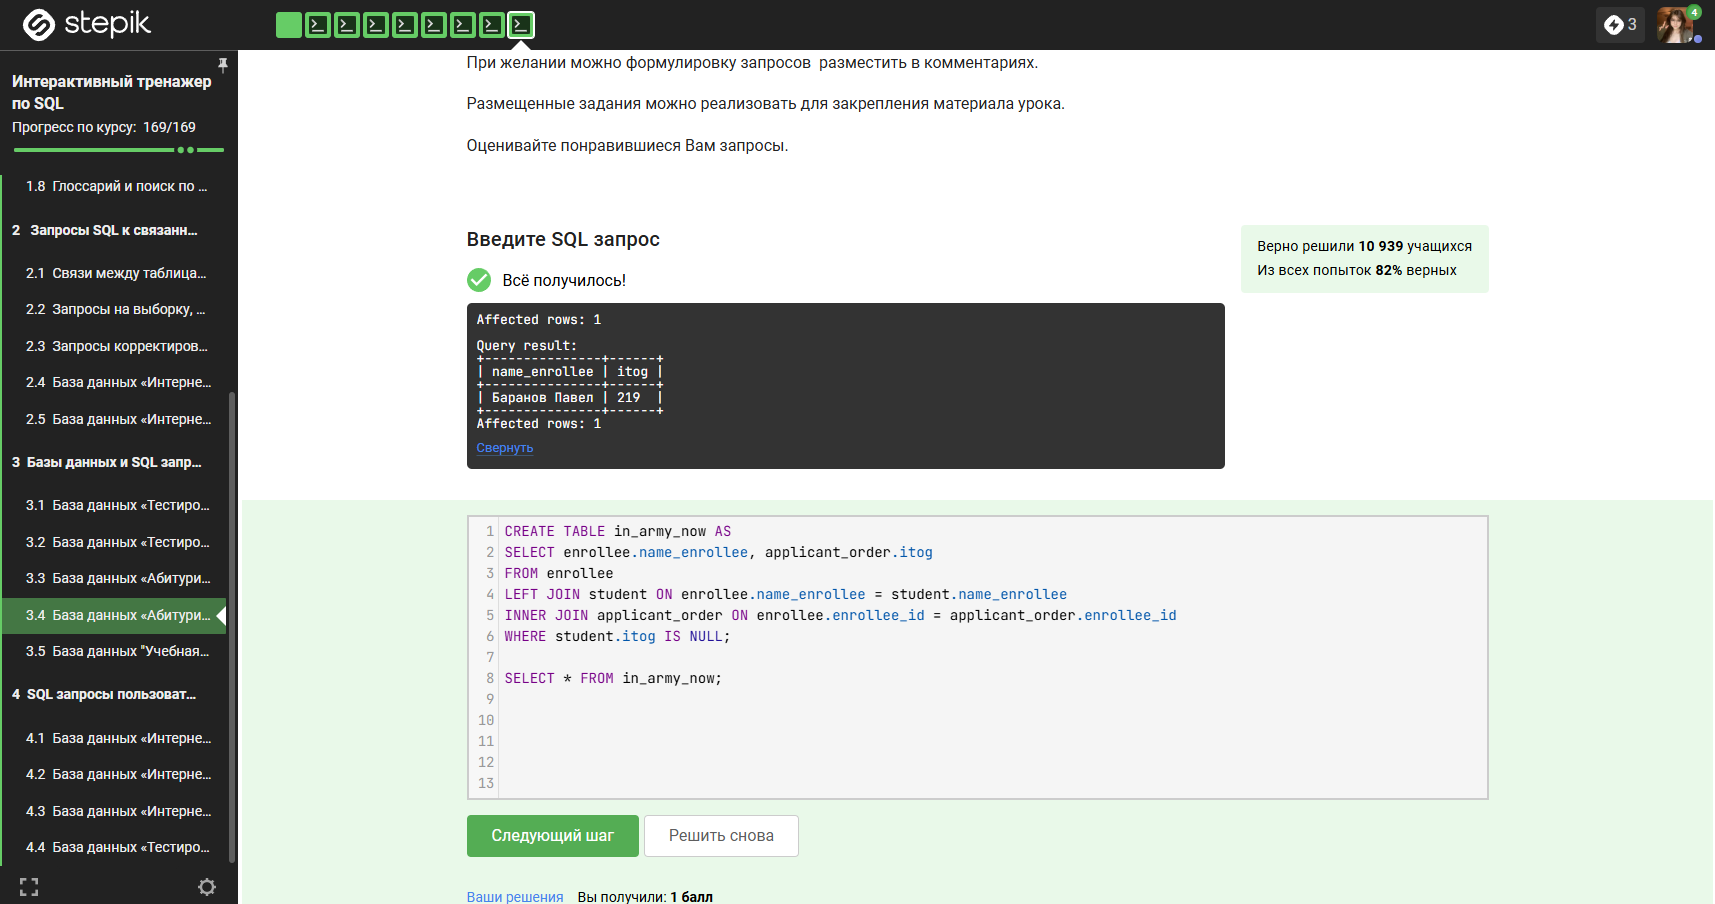 stepik
3
4
Интерактивный тренажер
по SQL
Прогресс по курсу: 169/169
1.8 Глоссарий и поиск по ...
2 Запросы SQL к связанн...
2.1 Связи между таблица...
2.2 Запросы на выборку, ...
2.3 Запросы корректиров...
2.4 База данных «Интерне...
2.5 База данных «Интерне...
3 Базы данных и SQL запр...
3.1 База данных «Тестиро...
3.2 База данных «Тестиро...
3.3 База данных «Абитури...
3.4 База данных «Абитури...
3.5 База данных "Учебная...
4 SQL запросы пользоват...
4.1 База данных «Интерне...
4.2 База данных «Интерне...
4.3 База данных «Интерне...
4.4 База данных «Тестиро...
При желании можно формулировку запросов разместить в комментариях.
Размещенные задания можно реализовать для закрепления материала урока.
Оценивайте понравившиеся Вам запросы.
Введите SQL запрос
Всё получилось!
Верно решили 10 939 учащихся
Из всех попыток 82% верных
Affected rows: 1
Query result:
+---------------+------+
| name_enrollee | itog |
+---------------+------+
| Баранов Павел | 219  |
+---------------+------+
Affected rows: 1
Свернуть
1 CREATE TABLE in_army_now AS
2 SELECT enrollee.name_enrollee, applicant_order.itog
3 FROM enrollee
4 LEFT JOIN student ON enrollee.name_enrollee = student.name_enrollee
5 INNER JOIN applicant_order ON enrollee.enrollee_id = applicant_order.enrollee_id
6 WHERE student.itog IS NULL;
7
8 SELECT * FROM in_army_now;
9
10
11
12
13
Следующий шаг
Решить снова
Ваши решения Вы получили: 1 балл